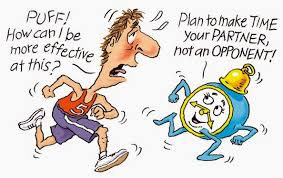 PUFF!
How can I be
more effective
at this?
Plan to make TIME
your PARTNER,
not an OPPONENT!